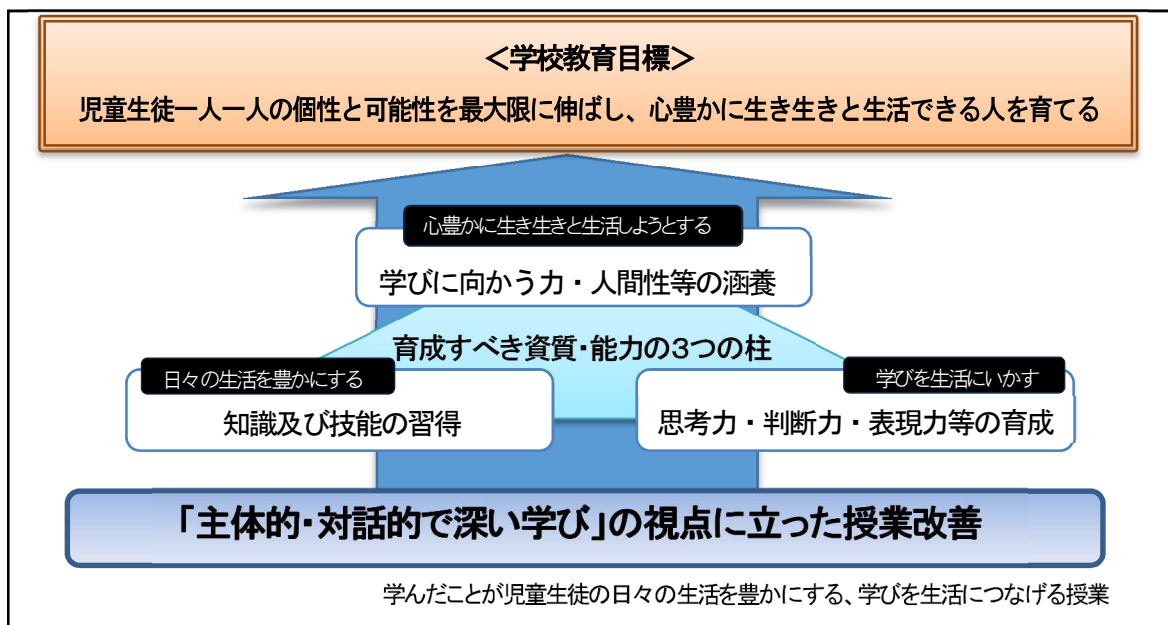 ＜学校教育目標＞
児童生徒一人一人の個性と可能性を最大限に伸ばし、心豊かに生き生きと生活できる人を育てる
心豊かに生き生きと生活しようとする
学びに向かう力・人間性等の涵養
育成すべき資質・能力の３つの柱
日々の生活を豊かにする
知識及び技能の習得
学びを生活にいかす
思考力・判断力・表現力等の育成
「主体的・対話的で深い学び」の視点に立った授業改善
学んだことが児童生徒の日々の生活を豊かにする、学びを生活につなげる授業